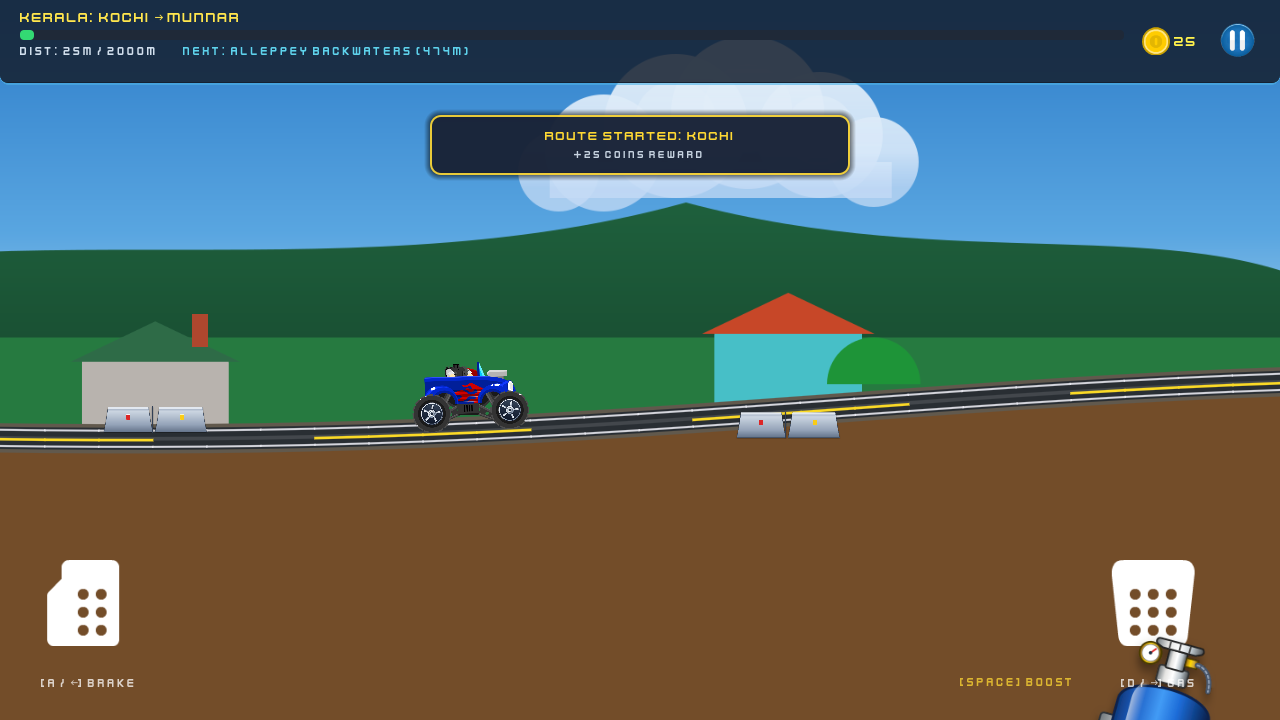 KERALA: KOCHI → MUNNAR
DIST: 25M / 2000M
NEXT: ALLEPPEY BACKWATERS (474M)
25
ROUTE STARTED: KOCHI
+25 COINS REWARD
[A / ←] BRAKE
[SPACE] BOOST
[D / →] GAS